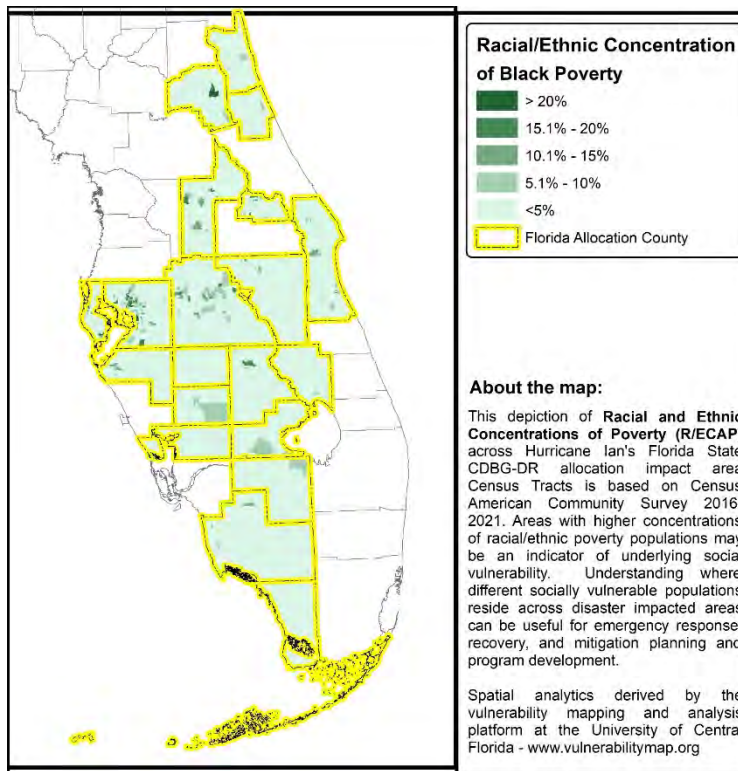 Racial/Ethnic Concentration
of Black Poverty
> 20%
15.1% - 20%
10.1% - 15%
5.1% - 10%
<5%
Florida Allocation County
About the map:
This depiction of Racial and Ethnic
Concentrations of Poverty (R/ECAP
across Hurricane Ian's Florida State
CDBG-DR allocation impact area
Census Tracts is based on Census
American Community Survey 2016
2021. Areas with higher concentrations
of racial/ethnic poverty populations may
be an indicator of underlying social
vulnerability. Understanding where
different socially vulnerable populations
reside across disaster impacted areas
can be useful for emergency response
recovery, and mitigation planning and
program development.
Spatial analytics derived by the
vulnerability mapping and analysis
platform at the University of Centra
Florida - www.vulnerabilitymap.org